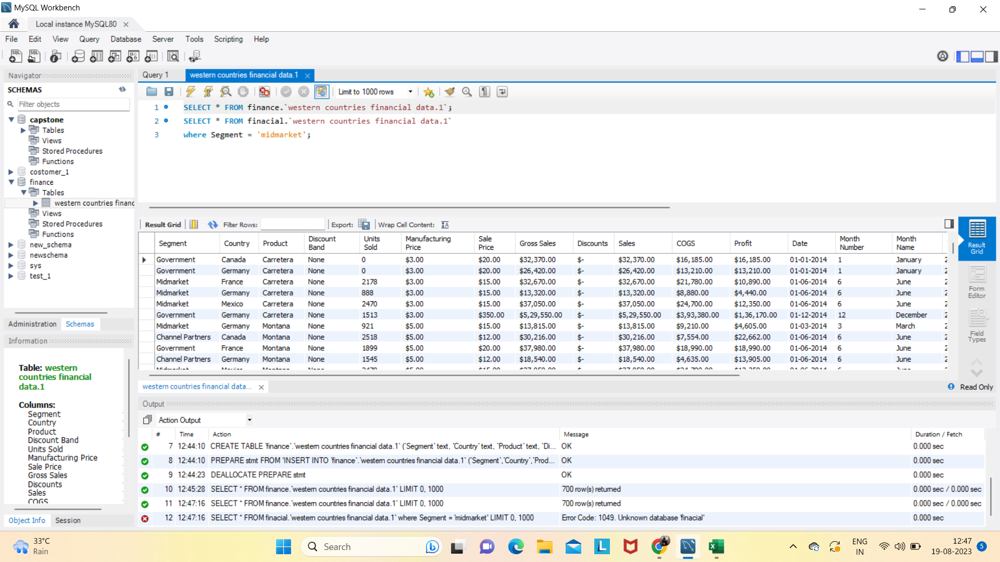 MySQL Workbench
Local instance MySQL80
File Edit View Query Database Server Tools Scripting Help
Navigator
SCHEMAS
Filter objects
capstone
Tables
Views
Stored Procedures
Functions
costomer_1
finance
Tables
western countries financ
Views
Stored Procedures
Functions
new_schema
newschema
sys
test_1
Administration Schemas
Information
Table: western
countries financial
data.1
Columns:
Segment
Country
Product
Discount Band
Units Sold
Manufacturing Price
Sale Price
Gross Sales
Discounts
Sales
COGS
Object Info Session
Query 1 western countries financial data.1
Limit to 1000 rows
1 SELECT * FROM finance.`western countries financial data.1`;
2 SELECT * FROM finacial.`western countries financial data.1`
3 where Segment = 'midmarket';
Result Grid Filter Rows: Export: Wrap Cell Content:
Segment Country Product Discount Band Units Sold Manufacturing Price Sale Price Gross Sales Discounts Sales COGS Profit Date Month Number Month Name
Government Canada Carretera None 0 $3.00 $20.00 $32,370.00 $- $32,370.00 $16,185.00 $16,185.00 01-01-2014 1 January 2
Government Germany Carretera None 0 $3.00 $20.00 $26,420.00 $- $26,420.00 $13,210.00 $13,210.00 01-01-2014 1 January 2
Midmarket France Carretera None 2178 $3.00 $15.00 $32,670.00 $- $32,670.00 $21,780.00 $10,890.00 01-06-2014 6 June 2
Midmarket Germany Carretera None 888 $3.00 $15.00 $13,320.00 $- $13,320.00 $8,880.00 $4,440.00 01-06-2014 6 June 2
Midmarket Mexico Carretera None 2470 $3.00 $15.00 $37,050.00 $- $37,050.00 $24,700.00 $12,350.00 01-06-2014 6 June 2
Government Germany Carretera None 1513 $3.00 $350.00 $5,29,550.00 $- $5,29,550.00 $3,93,380.00 $1,36,170.00 01-12-2014 12 December 2
Midmarket Germany Montana None 921 $5.00 $15.00 $13,815.00 $- $13,815.00 $9,210.00 $4,605.00 01-03-2014 3 March 2
Channel Partners Canada Montana None 2518 $5.00 $12.00 $30,216.00 $- $30,216.00 $7,554.00 $22,662.00 01-06-2014 6 June 2
Government France Montana None 1899 $5.00 $20.00 $37,980.00 $- $37,980.00 $18,990.00 $18,990.00 01-06-2014 6 June 2
Channel Partners Germany Montana None 1545 $5.00 $12.00 $18,540.00 $- $18,540.00 $4,635.00 $13,905.00 01-06-2014 6 June 2
Result
Grid
Form
Editor
Field
Types
western countries financial data...
Read Only
Output
Action Output
# Time Action Message Duration / Fetch
7 12:44:10 CREATE TABLE `finance`.`western countries financial data.1` (`Segment` text, `Country` text, `Product` text, `Di... OK 0.000 sec
8 12:44:10 PREPARE stmt FROM 'INSERT INTO `finance`.`western countries financial data.1` (`Segment`,`Country`,`Prod... OK 0.000 sec
9 12:44:23 DEALLOCATE PREPARE stmt OK 0.000 sec
10 12:45:28 SELECT * FROM finance.`western countries financial data.1` LIMIT 0, 1000 700 row(s) returned 0.000 sec / 0.000 sec
11 12:47:16 SELECT * FROM finance.`western countries financial data.1` LIMIT 0, 1000 700 row(s) returned 0.000 sec / 0.000 sec
12 12:47:16 SELECT * FROM finacial.`western countries financial data.1` where Segment = 'midmarket' LIMIT 0, 1000 Error Code: 1049. Unknown database 'finacial' 0.000 sec
33°C
Rain
Search
ENG
IN
12:47
19-08-2023
5